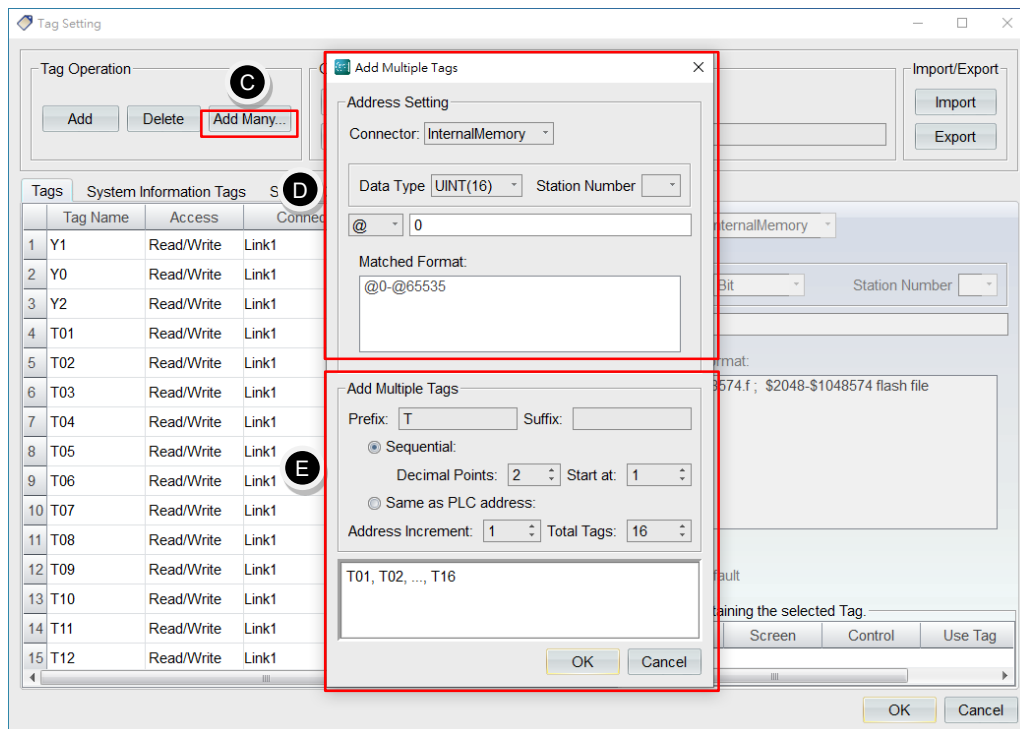 Tag Setting
Tag Operation
C
Add
Delete
Add Many...
Import/Export
Import
Export
Tags
System Information Tags
S
D
Tag Name Access Connec
1 Y1 Read/Write Link1
2 Y0 Read/Write Link1
3 Y2 Read/Write Link1
4 T01 Read/Write Link1
5 T02 Read/Write Link1
6 T03 Read/Write Link1
7 T04 Read/Write Link1
8 T05 Read/Write Link1
9 T06 Read/Write Link1
10 T07 Read/Write Link1
11 T08 Read/Write Link1
12 T09 Read/Write Link1
13 T10 Read/Write Link1
14 T11 Read/Write Link1
15 T12 Read/Write Link1
Add Multiple Tags
Address Setting
Connector: InternalMemory
Data Type UINT(16) Station Number
@ 0
Matched Format:
@0-@65535
E
Add Multiple Tags
Prefix: T Suffix:
Sequential:
Decimal Points: 2 Start at: 1
Same as PLC address:
Address Increment: 1 Total Tags: 16
T01, T02, ..., T16
OK Cancel
nternalMemory
Bit Station Number
rmat:
574.f ; $2048-$1048574 flash file
fault
taining the selected Tag.
Screen Control Use Tag
OK Cancel